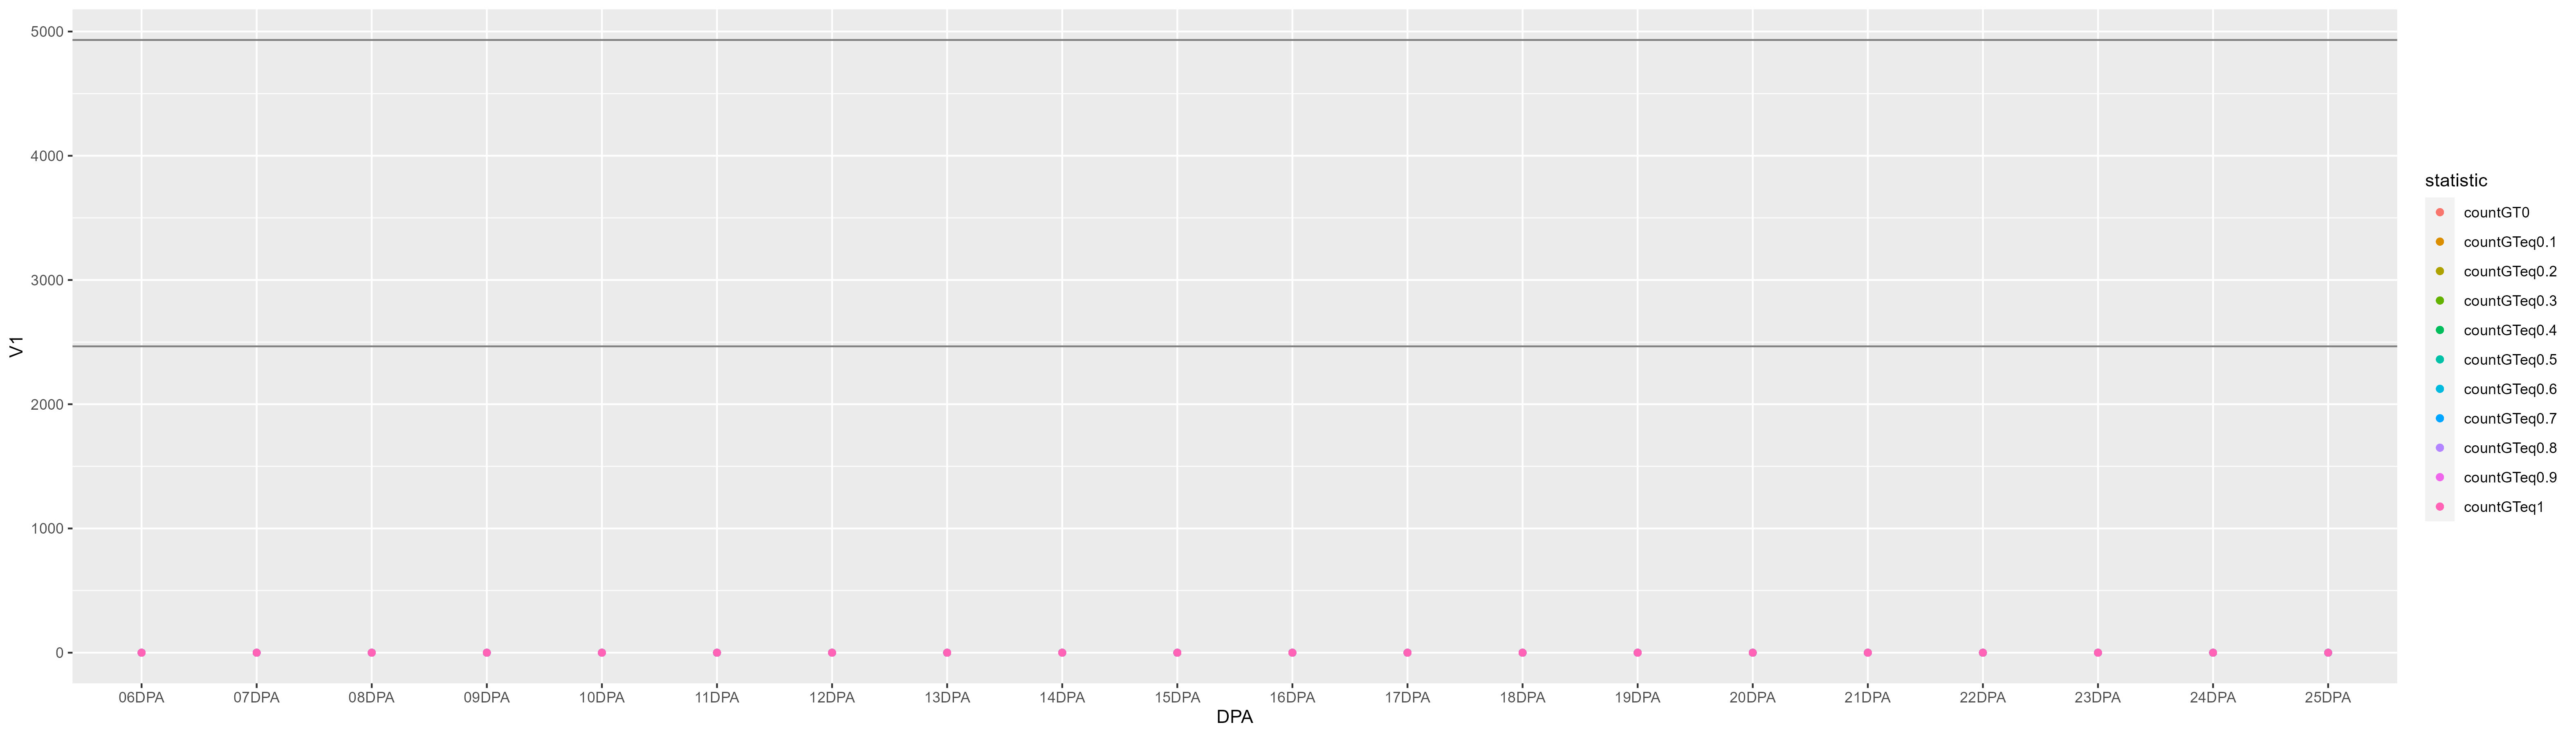 5000
4000
3000
2000
1000
0
V1
06DPA 07DPA 08DPA 09DPA 10DPA 11DPA 12DPA 13DPA 14DPA 15DPA 16DPA 17DPA 18DPA 19DPA 20DPA 21DPA 22DPA 23DPA 24DPA 25DPA
DPA
statistic
countGT0
countGTeq0.1
countGTeq0.2
countGTeq0.3
countGTeq0.4
countGTeq0.5
countGTeq0.6
countGTeq0.7
countGTeq0.8
countGTeq0.9
countGTeq1